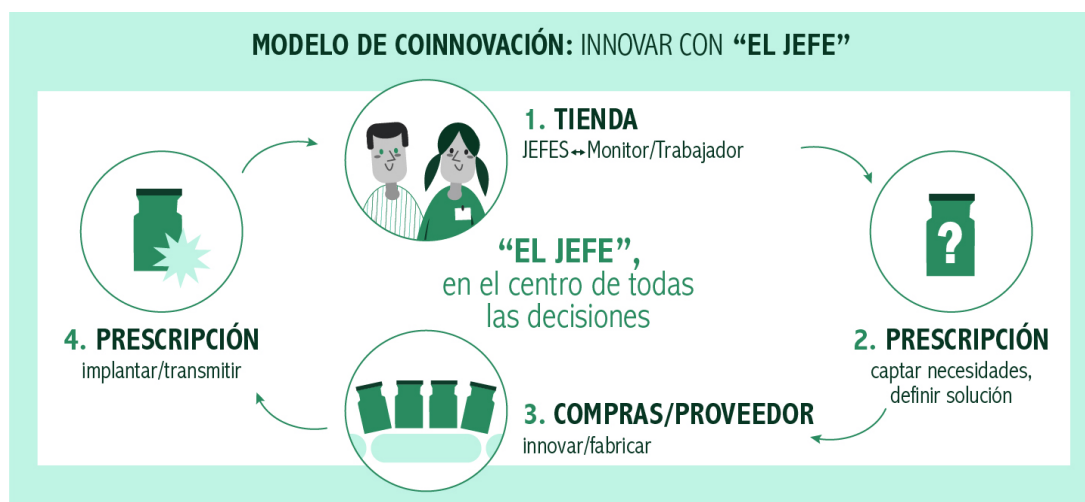 MODELO DE COINNOVACIÓN: INNOVAR CON “EL JEFE”
1. TIENDA
JEFES↔Monitor/Trabajador
?
“EL JEFE”,
en el centro de todas
las decisiones
2. PRESCRIPCIÓN
captar necesidades,
definir solución
3. COMPRAS/PROVEEDOR
innovar/fabricar
4. PRESCRIPCIÓN
implantar/transmitir